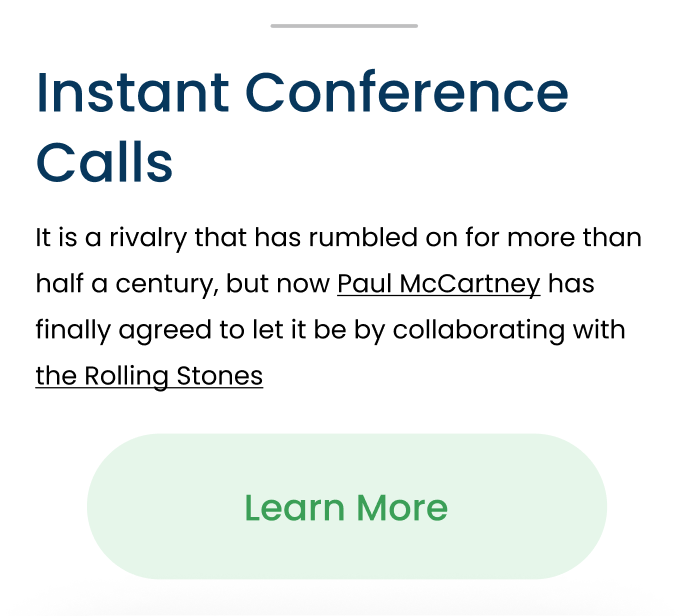 Instant Conference
Calls
It is a rivalry that has rumbled on for more than
half a century, but now Paul McCartney has
finally agreed to let it be by collaborating with
the Rolling Stones
Learn More